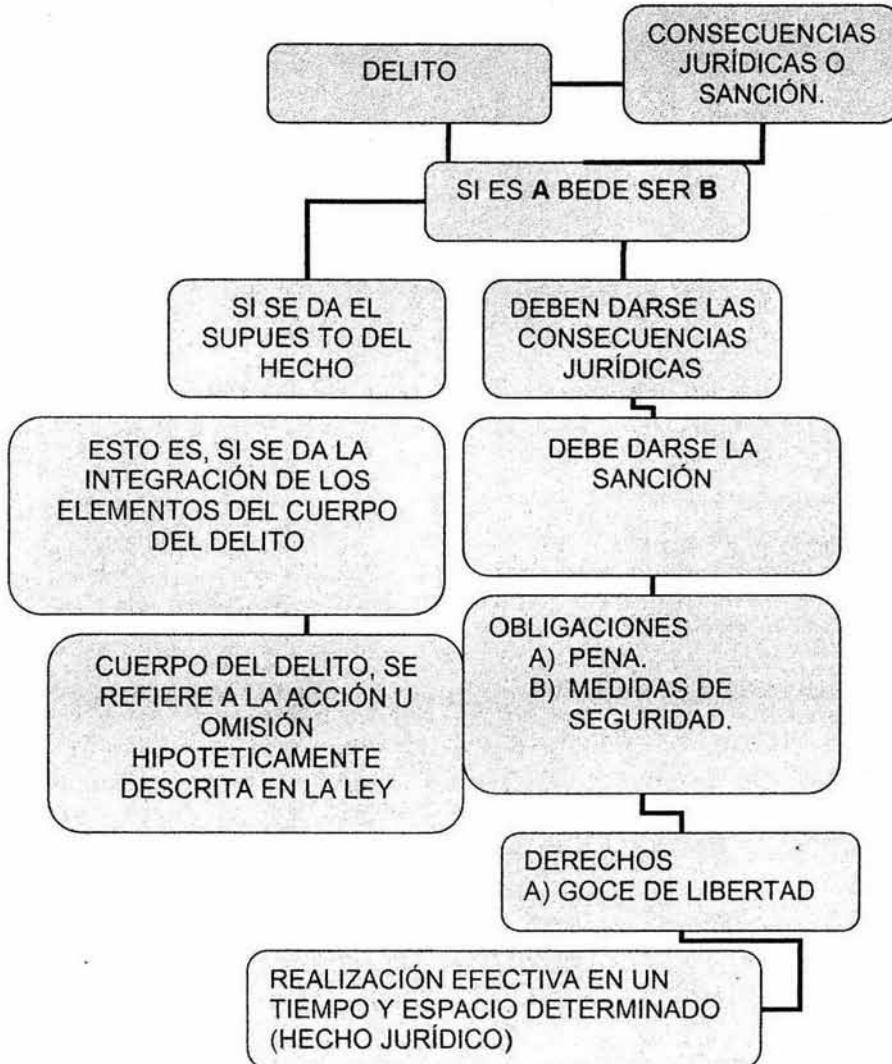 DELITO
CONSECUENCIAS
JURÍDICAS O
SANCIÓN.
SI ES A BEDE SER B
SI SE DA EL
SUPUES TO DEL
HECHO
DEBEN DARSE LAS
CONSECUENCIAS
JURÍDICAS
ESTO ES, SI SE DA LA
INTEGRACIÓN DE LOS
ELEMENTOS DEL CUERPO
DEL DELITO
DEBE DARSE LA
SANCIÓN
CUERPO DEL DELITO, SE
REFIERE A LA ACCIÓN U
OMISIÓN
HIPOTETICAMENTE
DESCRITA EN LA LEY
OBLIGACIONES
A) PENA.
B) MEDIDAS DE
SEGURIDAD.
DERECHOS
A) GOCE DE LIBERTAD
REALIZACIÓN EFECTIVA EN UN
TIEMPO Y ESPACIO DETERMINADO
(HECHO JURÍDICO)